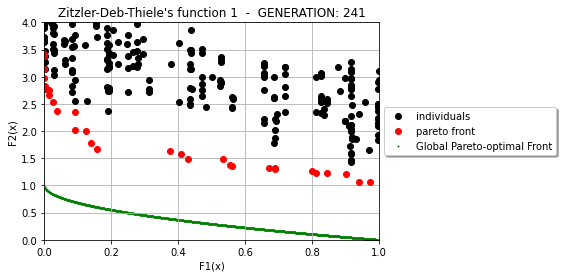 Zitzler-Deb-Thiele's function 1  -  GENERATION: 241
4.0
3.5
3.0
2.5
2.0
1.5
1.0
0.5
0.0
F2(x)
0.0 0.2 0.4 0.6 0.8 1.0
F1(x)
individuals
pareto front
Global Pareto-optimal Front